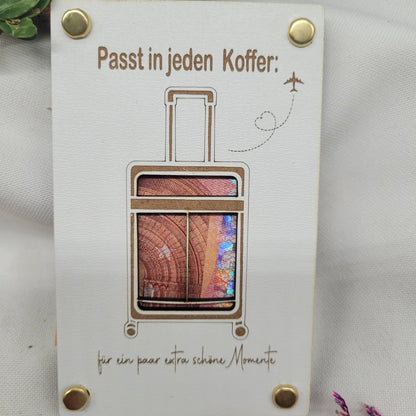 Passt in jeden Koffer:
für ein paar extra schöne Momente